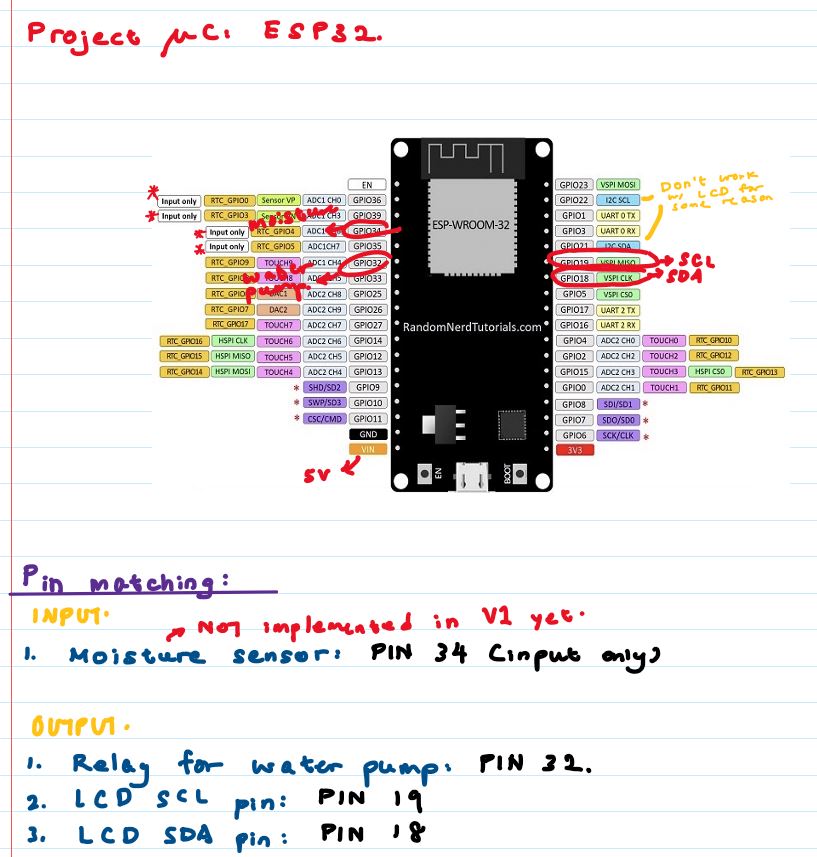 Project μC: ESP32.
EN
Input only RTC_GPIO0 Sensor VP ADC1 CH0 GPIO36
Input only RTC_GPIO3 ADC1 CH3 GPIO39
moisture
Input only RTC_GPIO4 GPIO34
Input only RTC_GPIO5 ADC1CH7 GPIO35
RTC_GPIO9 TOUCH9 ADC1 CH4 GPIO32
water
GPIO33
pump.
DAC1 ADC2 CH8 GPIO25
RTC_GPIO7 DAC2 ADC2 CH9 GPIO26
RTC_GPIO17 TOUCH7 ADC2 CH7 GPIO27
RTC_GPIO16 HSPI CLK TOUCH6 ADC2 CH6 GPIO14
RTC_GPIO15 HSPI MISO TOUCH5 ADC2 CH5 GPIO12
RTC_GPIO14 HSPI MOSI TOUCH4 ADC2 CH4 GPIO13
* SHD/SD2 GPIO9
* SWP/SD3 GPIO10
* CSC/CMD GPIO11
GND
VIN
5V
ESP-WROOM-32
RandomNerdTutorials.com
EN
BOOT
GPIO23 VSPI MOSI
GPIO22 I2C SCL
GPIO1 UART 0 TX
GPIO3 UART 0 RX
GPIO21 I2C SDA
Don't work
w/ LCD for
some reason
GPIO19 VSPI MISO SCL
GPIO18 VSPI CLK SDA
GPIO5 VSPI CS0
GPIO17 UART 2 TX
GPIO16 UART 2 RX
GPIO4 ADC2 CH0 TOUCH0 RTC_GPIO10
GPIO2 ADC2 CH2 TOUCH2 RTC_GPIO12
GPIO15 ADC2 CH3 TOUCH3 HSPI CS0 RTC_GPIO13
GPIO0 ADC2 CH1 TOUCH1 RTC_GPIO11
GPIO8 SDI/SD1 *
GPIO7 SDO/SD0 *
GPIO6 SCK/CLK *
3V3
Pin matching:
INPUT.
Not implemented in V1 yet.
1. Moisture sensor: PIN 34 (input only)
OUTPUT.
1. Relay for water pump: PIN 32.
2. LCD SCL pin: PIN 19
3. LCD SDA pin: PIN 18